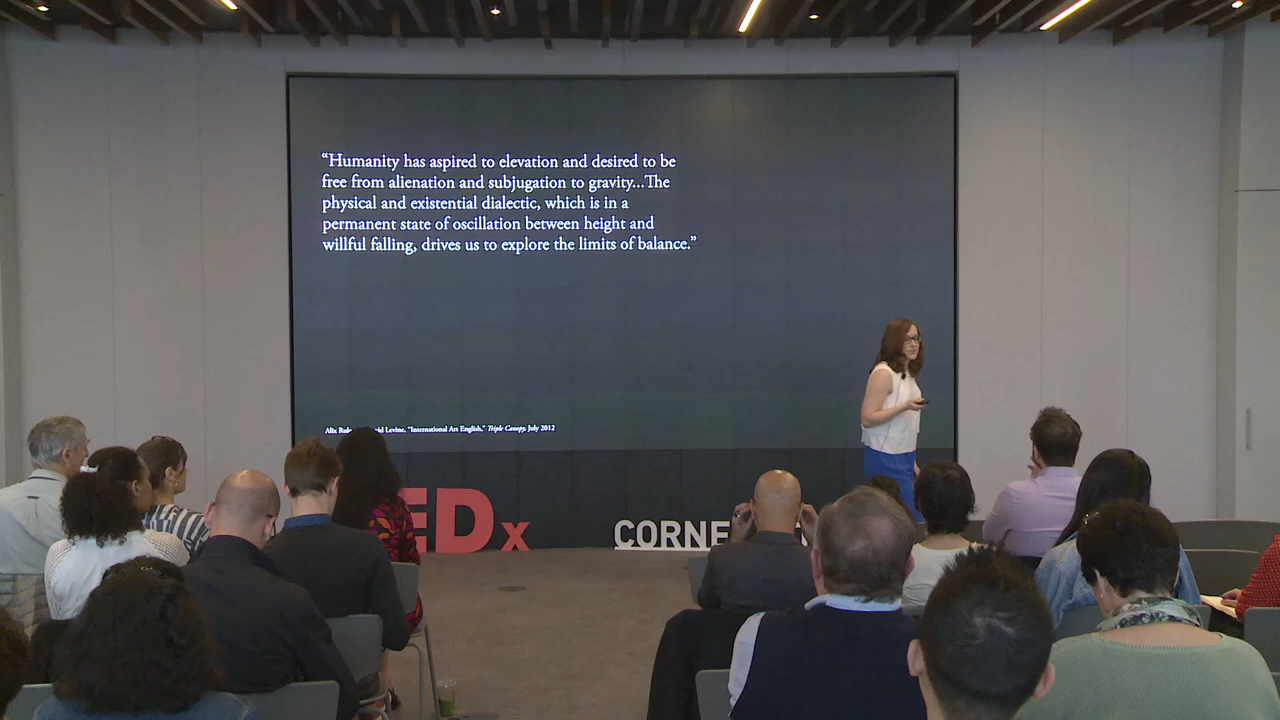 “Humanity has aspired to elevation and desired to be
free from alienation and subjugation to gravity...The
physical and existential dialectic, which is in a
permanent state of oscillation between height and
willful falling, drives us to explore the limits of balance.”
Alix Levine, "International Art English," Triple Canopy, July 2012
EDx
CORNE